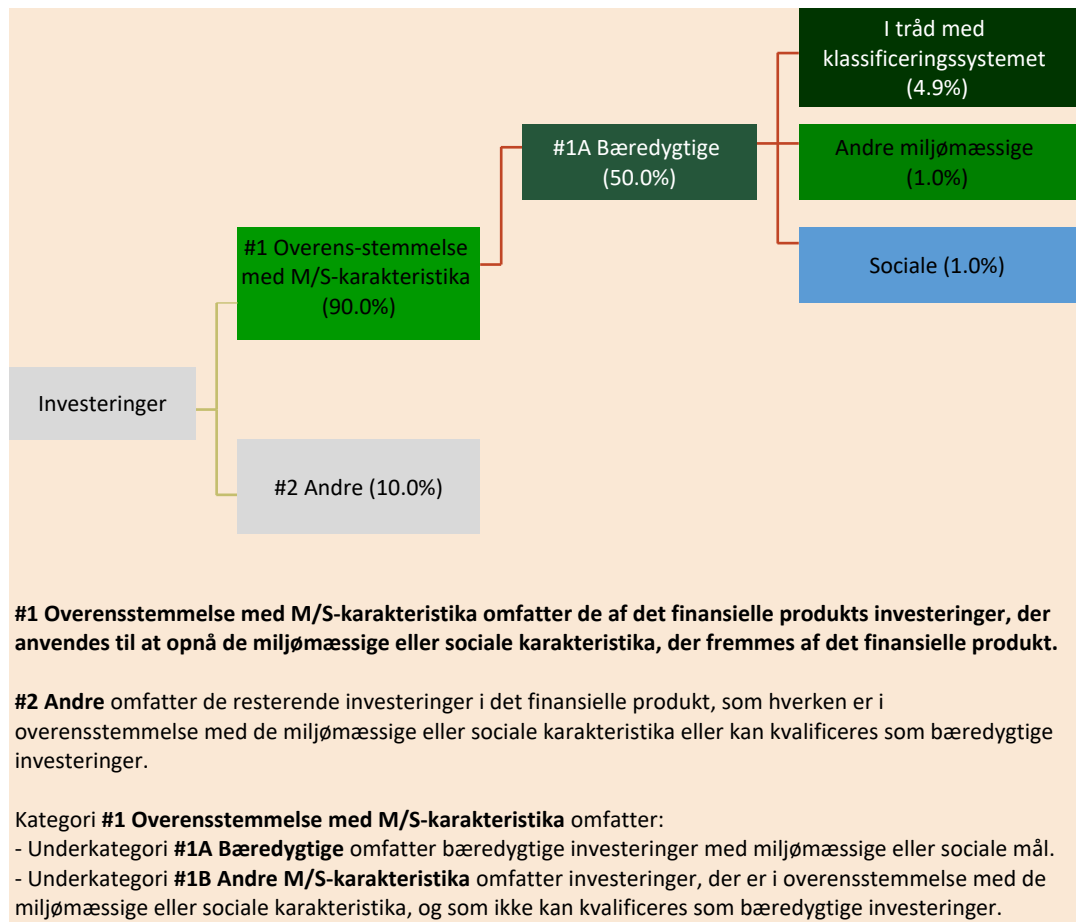 I tråd med
klassificeringssystemet
(4.9%)
#1A Bæredygtige
(50.0%)
Andre miljømæssige
(1.0%)
#1 Overens-stemmelse
med M/S-karakteristika
(90.0%)
Sociale (1.0%)
Investeringer
#2 Andre (10.0%)
#1 Overensstemmelse med M/S-karakteristika omfatter de af det finansielle produkts investeringer, der
anvendes til at opnå de miljømæssige eller sociale karakteristika, der fremmes af det finansielle produkt.
#2 Andre omfatter de resterende investeringer i det finansielle produkt, som hverken er i
overensstemmelse med de miljømæssige eller sociale karakteristika eller kan kvalificeres som bæredygtige
investeringer.
Kategori #1 Overensstemmelse med M/S-karakteristika omfatter:
- Underkategori #1A Bæredygtige omfatter bæredygtige investeringer med miljømæssige eller sociale mål.
- Underkategori #1B Andre M/S-karakteristika omfatter investeringer, der er i overensstemmelse med de
miljømæssige eller sociale karakteristika, og som ikke kan kvalificeres som bæredygtige investeringer.